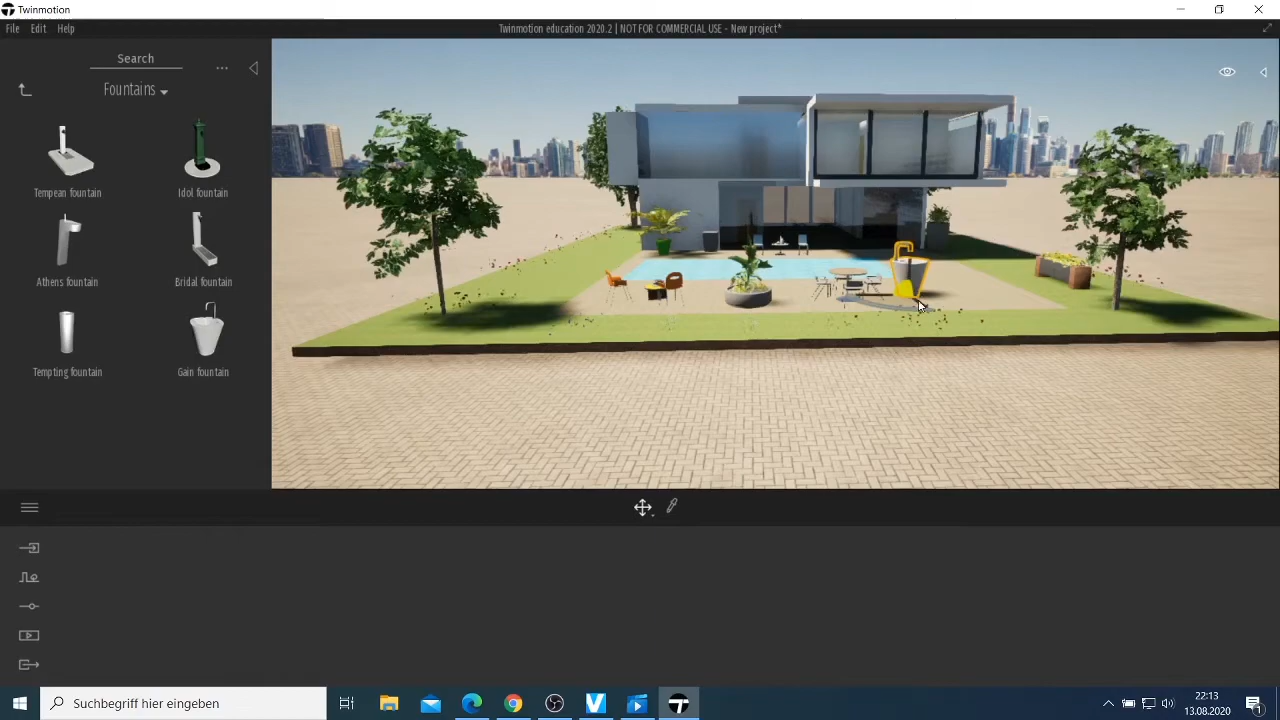 Twinmotion
File Edit Help
Twinmotion education 2020.2 | NOT FOR COMMERCIAL USE - New project*
Search
...
Fountains
Tempean fountain
Idol fountain
Athens fountain
Bridal fountain
Tempting fountain
Gain fountain
Suchbegriff hier eingeben
22:13
13.08.2020
1